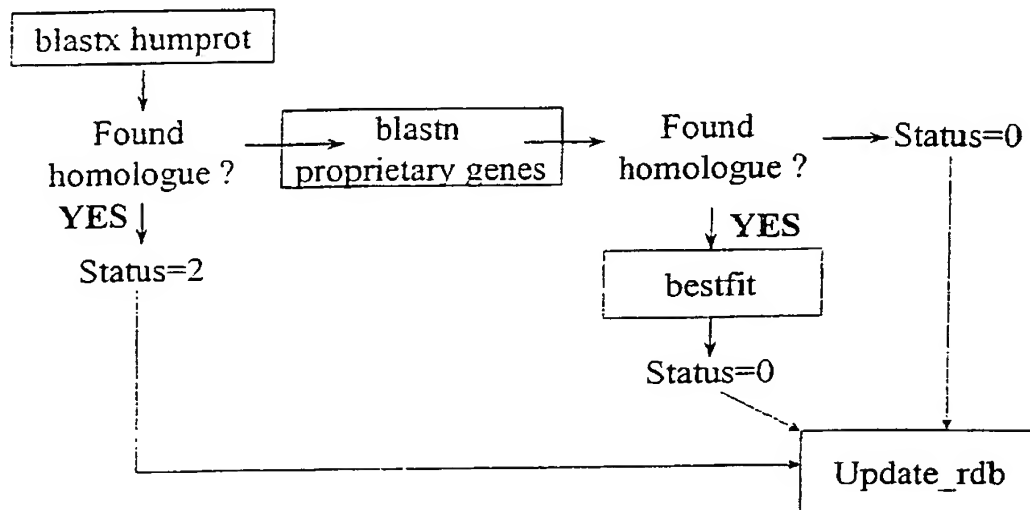 blastx humprot
Found
homologue ?
YES
Status=2
blastn
proprietary genes
Found
homologue ?
YES
bestfit
Status=0
Status=0
Update_rdb